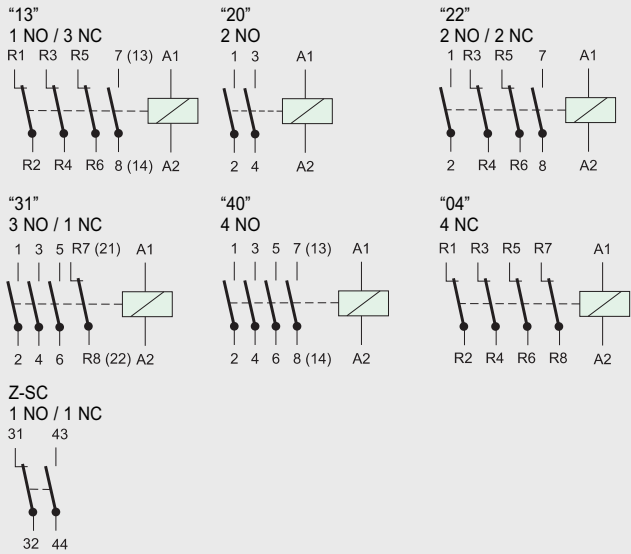 “13”
1 NO / 3 NC
R1 R3 R5 7 (13) A1
R2 R4 R6 8 (14) A2
“20”
2 NO
1 3 A1
2 4 A2
“22”
2 NO / 2 NC
1 R3 R5 7 A1
2 R4 R6 8 A2
“31”
3 NO / 1 NC
1 3 5 R7 (21) A1
2 4 6 R8 (22) A2
“40”
4 NO
1 3 5 7 (13) A1
2 4 6 8 (14) A2
“04”
4 NC
R1 R3 R5 R7 A1
R2 R4 R6 R8 A2
Z-SC
1 NO / 1 NC
31 43
32 44